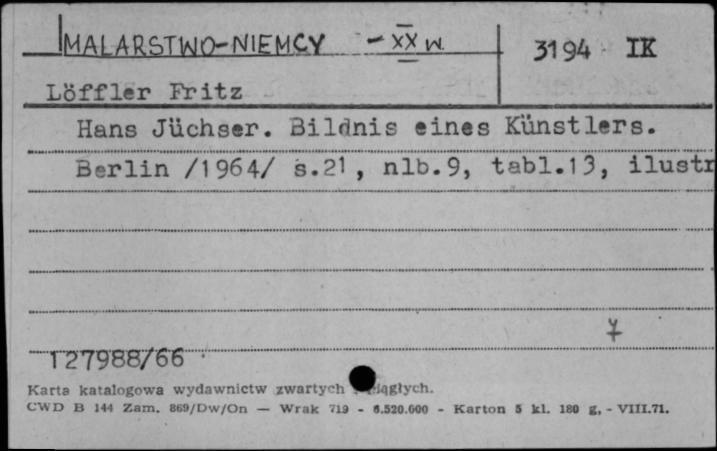 MALARSTWO-NIEMCY - XX w. 3194 IK
Löffler Fritz
Hans Jüchser. Bildnis eines Künstlers.
Berlin /1964/ s.21, nlb.9, tabl.13, ilustr
127988/66
Karta katalogowa wydawnictw zwartych
CWD B 144 Zam. 869/Dw/On — Wrak 719 - 6.520.000 - Karton 5 kl. 180 g. - VIII.71.